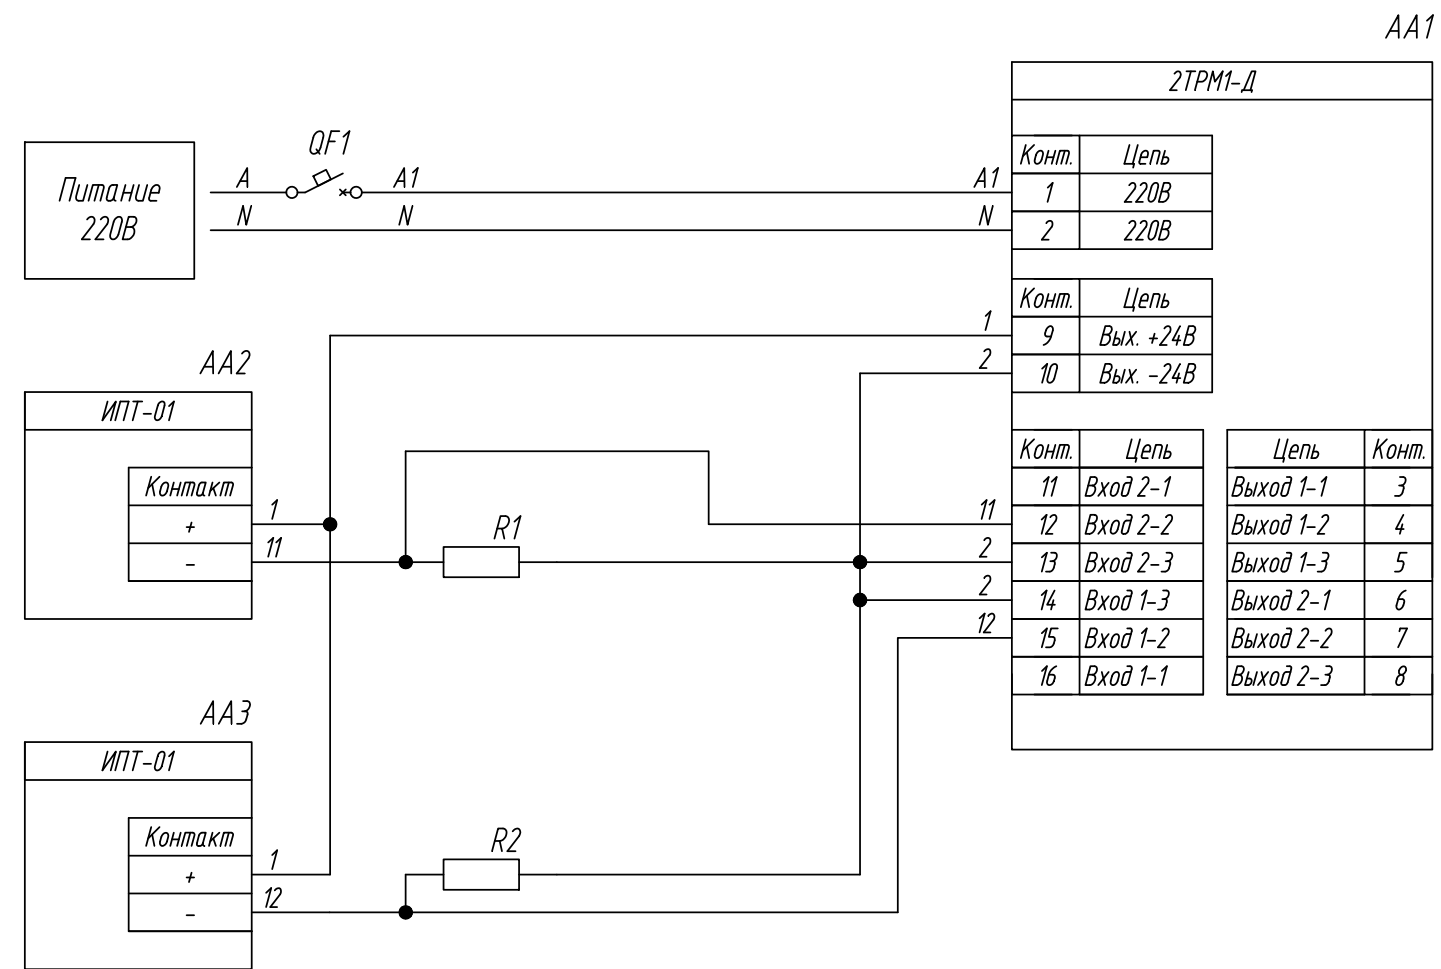 AA1
2ТРМ1-Д
QF1
Питание
220В
A
A1
A1
N
N
N
Конт. Цепь
1 220В
2 220В
Конт. Цепь
9 Вых. +24В
10 Вых. -24В
1
2
AA2
ИПТ-01
Контакт
+
-
1
11
R1
11
2
2
12
Конт. Цепь
11 Вход 2-1
12 Вход 2-2
13 Вход 2-3
14 Вход 1-3
15 Вход 1-2
16 Вход 1-1
Цепь Конт.
Выход 1-1 3
Выход 1-2 4
Выход 1-3 5
Выход 2-1 6
Выход 2-2 7
Выход 2-3 8
AA3
ИПТ-01
Контакт
+
-
1
12
R2